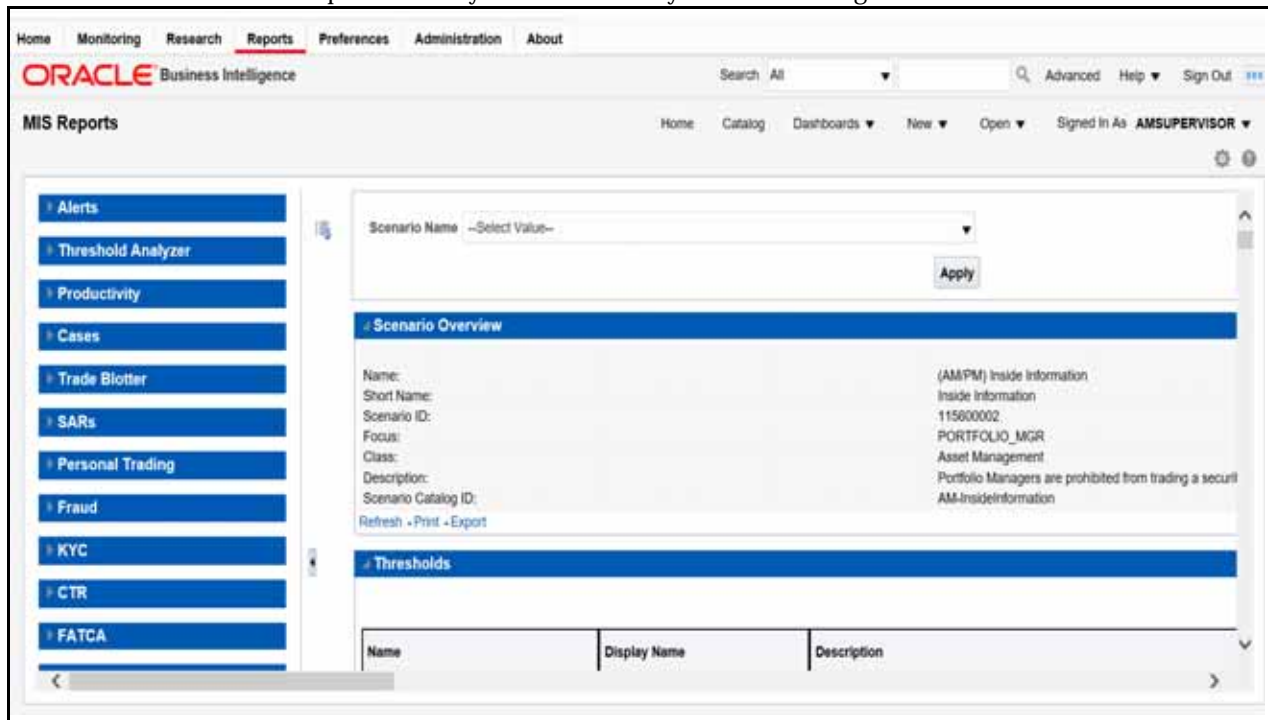 Home Monitoring Research Reports Preferences Administration About
ORACLE Business Intelligence Search All Advanced Help Sign Out
MIS Reports Home Catalog Dashboards New Open Signed In As AMSUPERVISOR
Alerts
Threshold Analyzer
Productivity
Cases
Trade Blotter
SARs
Personal Trading
Fraud
KYC
CTR
FATCA
Scenario Name --Select Value--
Apply
Scenario Overview
Name: (AM/PM) Inside Information
Short Name: Inside Information
Scenario ID: 115600002
Focus: PORTFOLIO_MGR
Class: Asset Management
Description: Portfolio Managers are prohibited from trading a securit
Scenario Catalog ID: AM-InsideInformation
Refresh - Print - Export
Thresholds
Name Display Name Description